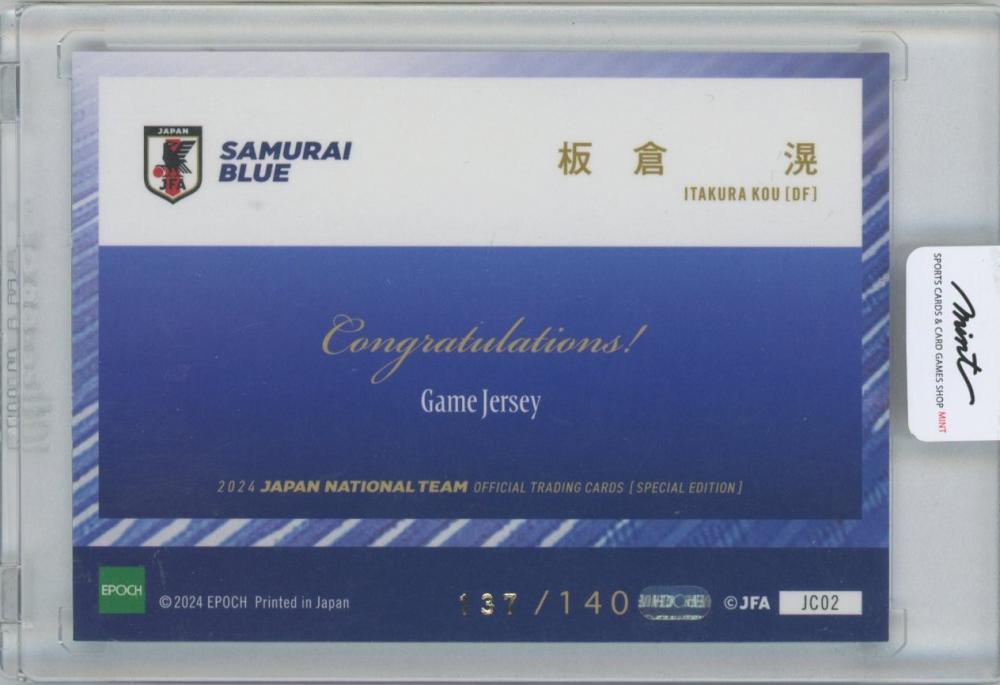 JAPAN
JFA
SAMURAI
BLUE
板倉 滉
ITAKURA KOU [DF]
Congratulations!
Game Jersey
2024 JAPAN NATIONAL TEAM OFFICIAL TRADING CARDS [SPECIAL EDITION]
EPOCH
©2024 EPOCH Printed in Japan
137/140
©JFA
JC02
mint
SPORTS CARDS & CARD GAMES SHOP MINT